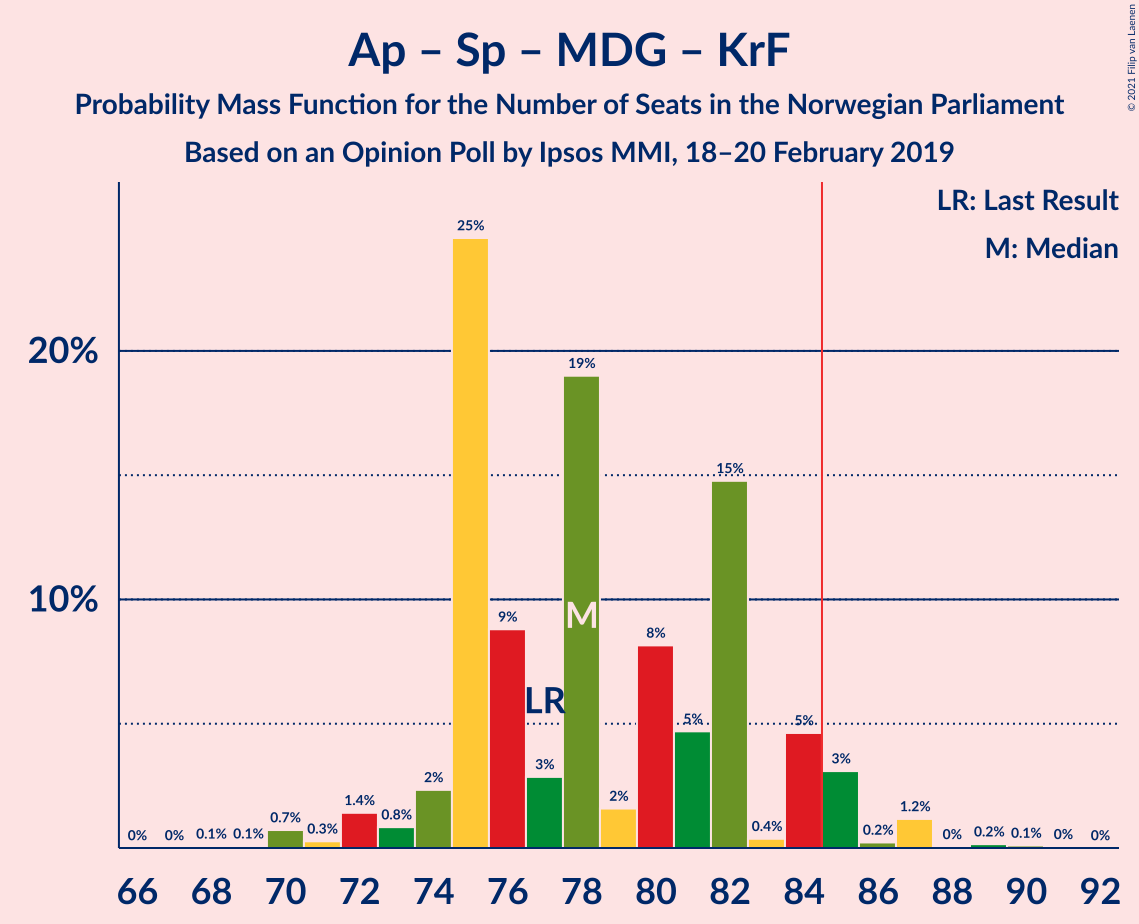 Ap – Sp – MDG – KrF
Probability Mass Function for the Number of Seats in the Norwegian Parliament
Based on an Opinion Poll by Ipsos MMI, 18–20 February 2019
© 2021 Filip van Laenen
LR: Last Result
M: Median
20%
10%
0% 0% 0.1% 0.1% 0.7% 0.3% 1.4% 0.8% 2% 25% 9% 3% 19% 2% 8% 5% 15% 0.4% 5% 3% 0.2% 1.2% 0% 0.2% 0.1% 0% 0%
M
LR
66 68 70 72 74 76 78 80 82 84 86 88 90 92